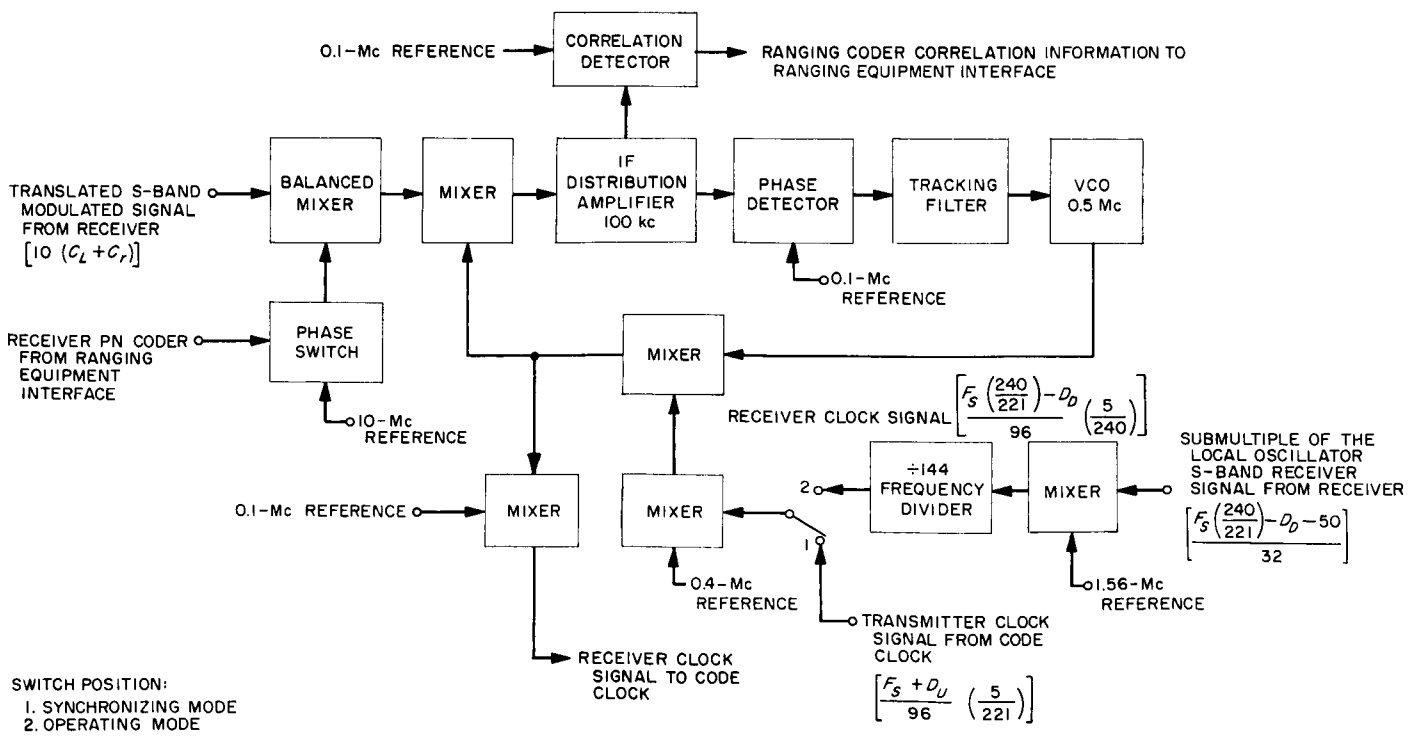 0.1-Mc REFERENCE
CORRELATION
DETECTOR
RANGING CODER CORRELATION INFORMATION TO
RANGING EQUIPMENT INTERFACE
TRANSLATED S-BAND
MODULATED SIGNAL
FROM RECEIVER
[10 (C_L + C_r)]
BALANCED
MIXER
MIXER
IF
DISTRIBUTION
AMPLIFIER
100 kc
PHASE
DETECTOR
TRACKING
FILTER
VCO
0.5 Mc
0.1-Mc
REFERENCE
RECEIVER PN CODER
FROM RANGING
EQUIPMENT
INTERFACE
PHASE
SWITCH
10-Mc
REFERENCE
MIXER
RECEIVER CLOCK SIGNAL [F_S (240/221) - D_D / 96 (5/240)]
0.1-Mc REFERENCE
MIXER
MIXER
2
1
÷144
FREQUENCY
DIVIDER
MIXER
SUBMULTIPLE OF THE
LOCAL OSCILLATOR
S-BAND RECEIVER
SIGNAL FROM RECEIVER
[F_S (240/221) - D_D - 50 / 32]
0.4-Mc
REFERENCE
1.56-Mc
REFERENCE
TRANSMITTER CLOCK
SIGNAL FROM CODE
CLOCK
[F_S + D_U / 96 (5/221)]
RECEIVER CLOCK
SIGNAL TO CODE
CLOCK
SWITCH POSITION:
1. SYNCHRONIZING MODE
2. OPERATING MODE